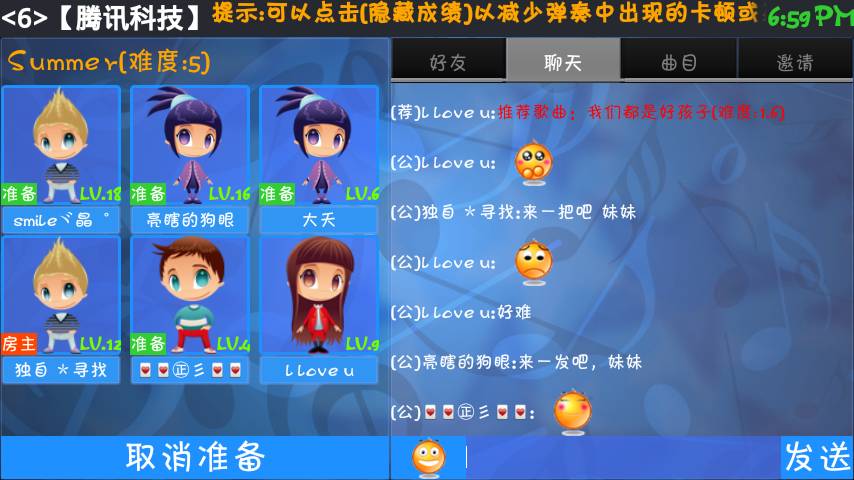 <6>【腾讯科技】
提示:可以点击(隐藏成绩)以减少弹奏中出现的卡顿或
6:59 PM
Summer(难度:5)
好友
聊天
曲目
邀请
准备 LV.18
准备 LV.16
准备 LV.6
smileヾ晶゜
亮瞎的狗眼
大夭
房主 LV.12
准备 LV.4
LV.9
独自＊寻找
🃏🃏㊣彡🃏🃏
l Love u
取消准备
(荐)l Love u:推荐歌曲：我们都是好孩子(难度:1.6)
(公)l Love u:
(公)独自＊寻找:来一把吧 妹妹
(公)l Love u:
(公)l Love u:好难
(公)亮瞎的狗眼:来一发吧，妹妹
(公)🃏🃏㊣彡🃏🃏:
发送